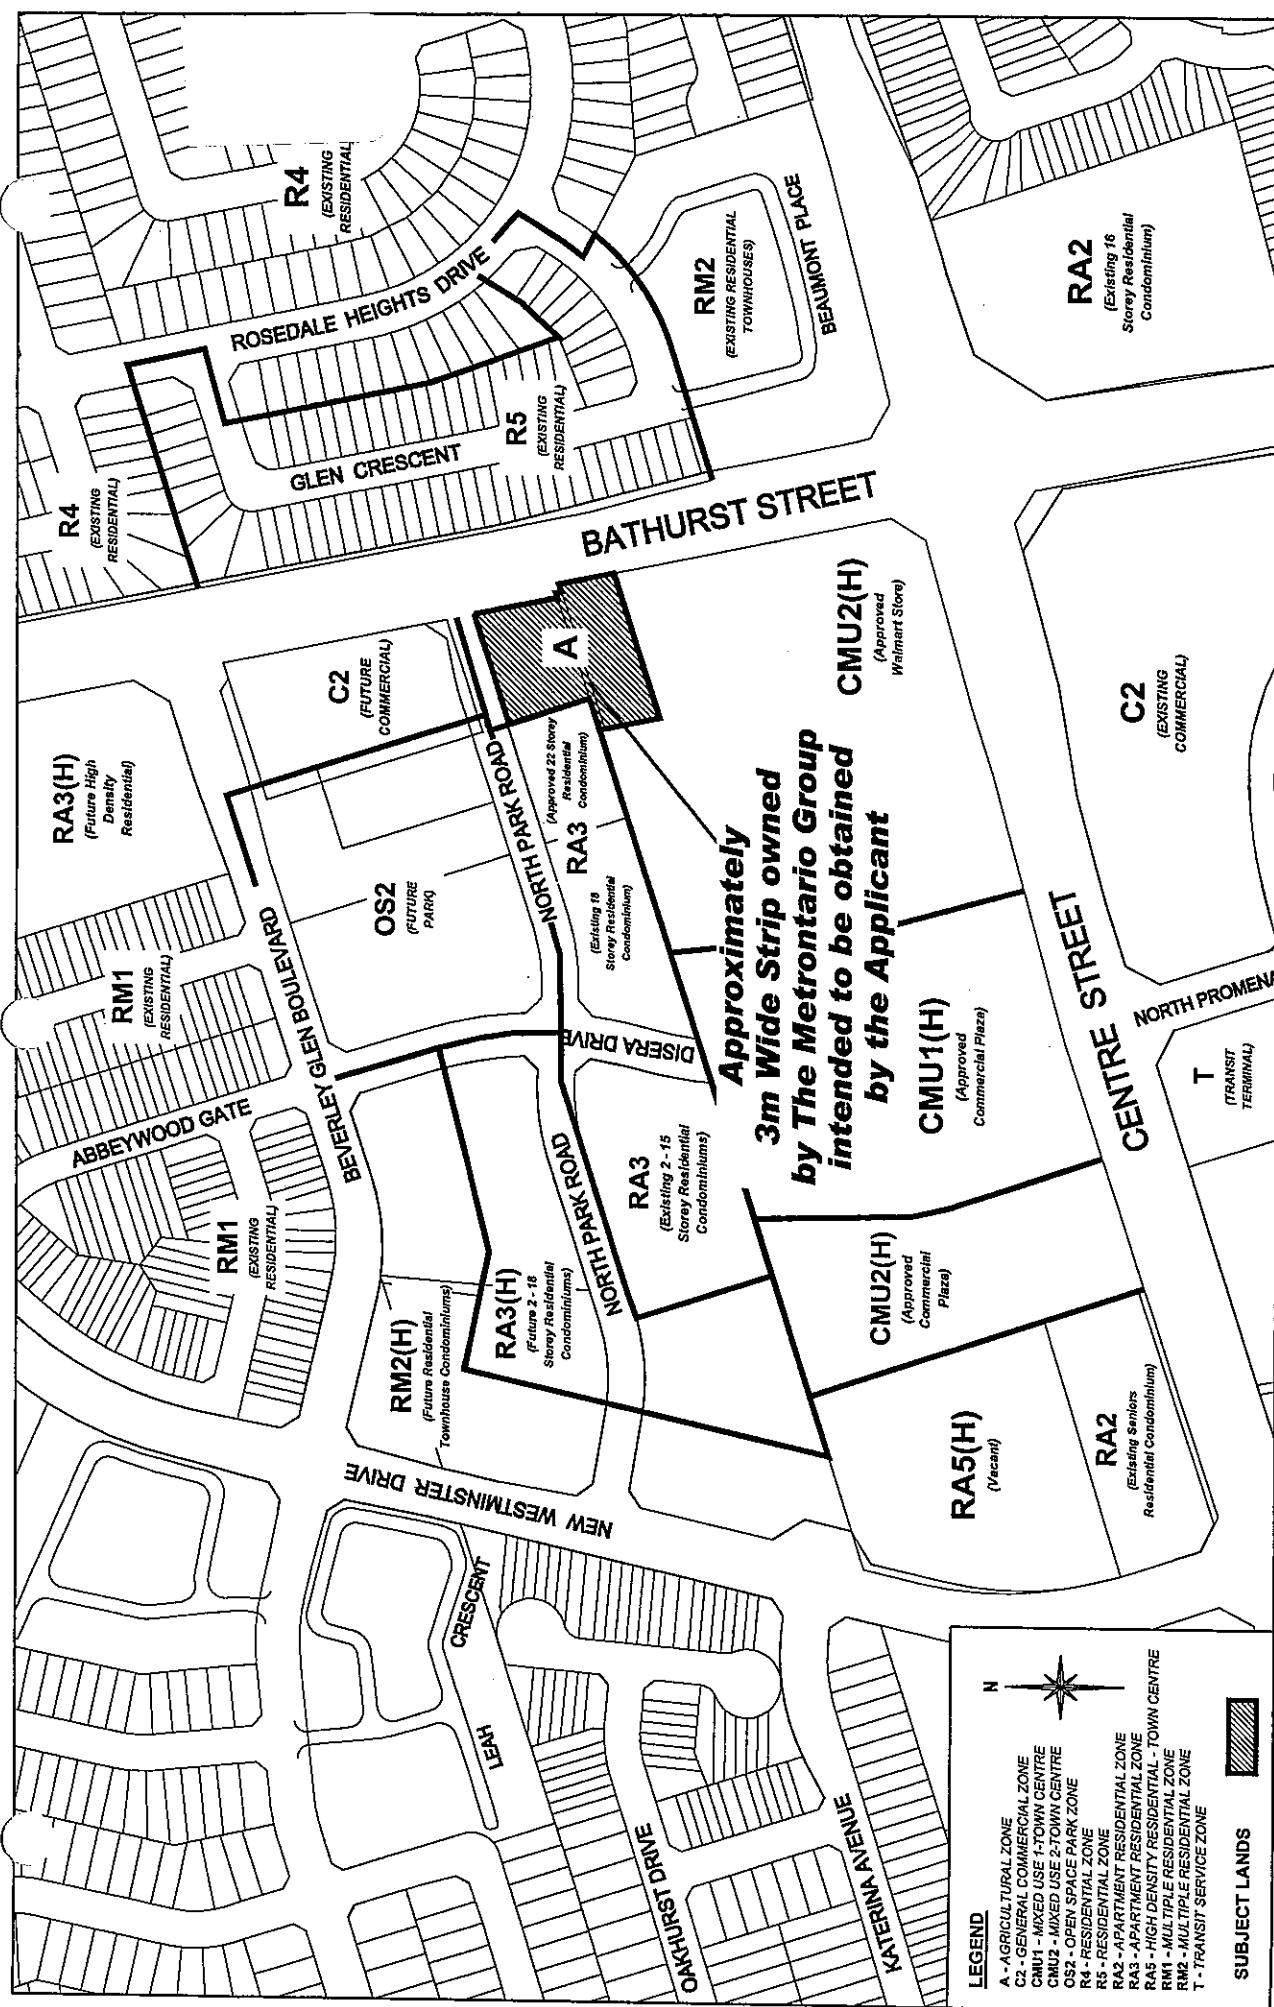 R4
(EXISTING
RESIDENTIAL)
R4
(EXISTING
RESIDENTIAL)
ROSEDALE HEIGHTS DRIVE
GLEN CRESCENT
R5
(EXISTING
RESIDENTIAL)
RM2
(EXISTING RESIDENTIAL
TOWNHOUSES)
BEAUMONT PLACE
RA2
(Existing 16
Storey Residential
Condominium)
BATHURST STREET
RA3(H)
(Future High
Density
Residential)
C2
(FUTURE
COMMERCIAL)
A
CMU2(H)
(Approved
Walmart Store)
C2
(EXISTING
COMMERCIAL)
RM1
(EXISTING
RESIDENTIAL)
OS2
(FUTURE
PARK)
NORTH PARK ROAD
(Approved 22 Storey
Residential
Condominium)
RA3
(Existing 18
Storey Residential
Condominium)
Approximately
3m Wide Strip owned
by The Metrontario Group
intended to be obtained
by the Applicant
ABBEYWOOD GATE
BEVERLEY GLEN BOULEVARD
DISERA DRIVE
CMU1(H)
(Approved
Commercial Plaza)
CENTRE STREET
NORTH PROMENA
T
(TRANSIT
TERMINAL)
RM1
(EXISTING
RESIDENTIAL)
RM2(H)
(Future Residential
Townhouse Condominiums)
RA3(H)
(Future 2 - 18
Storey Residential
Condominiums)
NORTH PARK ROAD
RA3
(Existing 2 - 15
Storey Residential
Condominiums)
CMU2(H)
(Approved
Commercial
Plaza)
NEW WESTMINSTER DRIVE
RA5(H)
(Vacant)
RA2
(Existing Seniors
Residential Condominium)
LEAH CRESCENT
OAKHURST DRIVE
KATERINA AVENUE
LEGEND
A - AGRICULTURAL ZONE
C2 - GENERAL COMMERCIAL ZONE
CMU1 - MIXED USE 1-TOWN CENTRE
CMU2 - MIXED USE 2-TOWN CENTRE
OS2 - OPEN SPACE PARK ZONE
R4 - RESIDENTIAL ZONE
R5 - RESIDENTIAL ZONE
RA2 - APARTMENT RESIDENTIAL ZONE
RA3 - APARTMENT RESIDENTIAL ZONE
RA5 - HIGH DENSITY RESIDENTIAL - TOWN CENTRE
RM1 - MULTIPLE RESIDENTIAL ZONE
RM2 - MULTIPLE RESIDENTIAL ZONE
T - TRANSIT SERVICE ZONE
N
SUBJECT LANDS